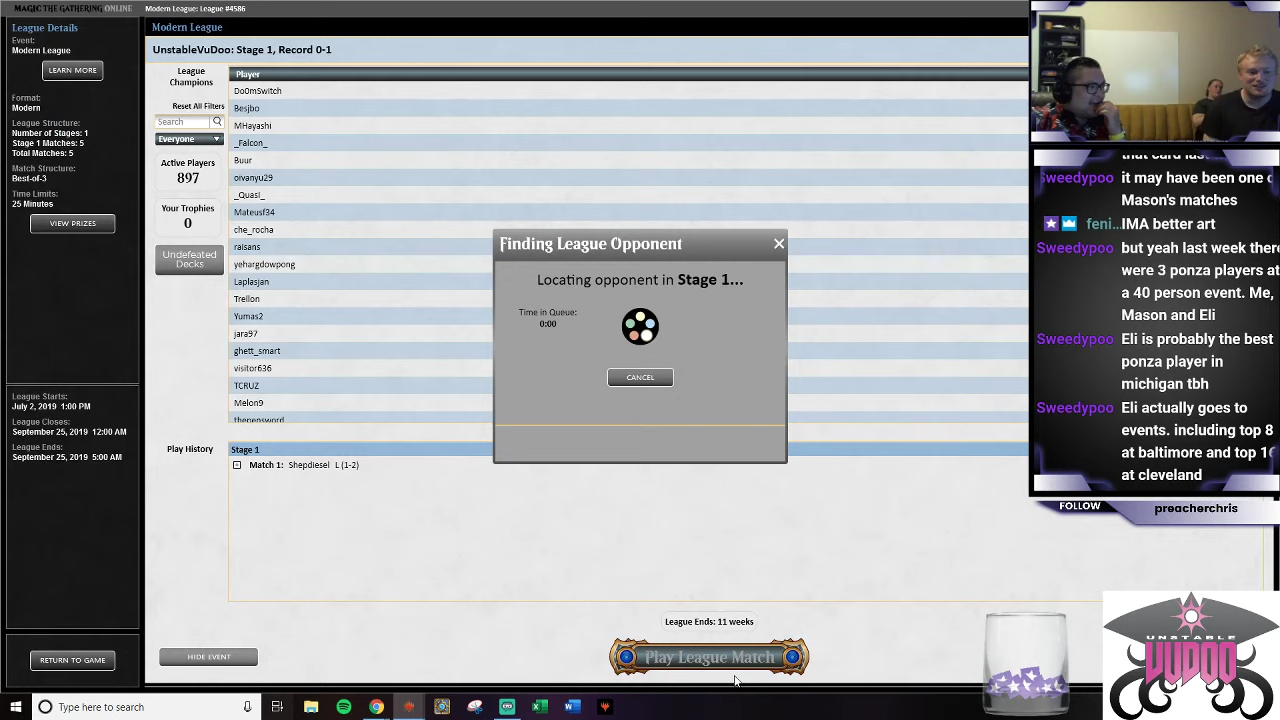 MAGIC THE GATHERING ONLINE
Modern League: League #4586
League Details
Event:
Modern League
LEARN MORE
Format:
Modern
League Structure:
Number of Stages: 1
Stage 1 Matches: 5
Total Matches: 5
Match Structure:
Best-of-3
Time Limits:
25 Minutes
VIEW PRIZES
League Starts:
July 2, 2019 1:00 PM
League Closes:
September 25, 2019 12:00 AM
League Ends:
September 25, 2019 5:00 AM
RETURN TO GAME
Modern League
UnstableVuDoo: Stage 1, Record 0-1
League
Champions
Reset All Filters
Search
Everyone
Active Players
897
Your Trophies
0
Undefeated
Decks
Player
Do0mSwitch
Besjbo
MHayashi
_Falcon_
Buur
oivanyu29
_Quasi_
Mateusf34
che_rocha
raisans
yehargdowpong
Laplasjan
Trellon
Yumas2
jara97
ghett_smart
visitor636
TCRUZ
Melon9
thepensword
Finding League Opponent
Locating opponent in Stage 1...
Time in Queue:
0:00
CANCEL
Play History
Stage 1
Match 1: Shepdiesel L (1-2)
League Ends: 11 weeks
HIDE EVENT
Play League Match
that card last
Sweedypoo it may have been one o
Mason's matches
feni... IMA better art
Sweedypoo but yeah last week there
were 3 ponza players at
a 40 person event. Me,
Mason and Eli
Sweedypoo Eli is probably the best
ponza player in
michigan tbh
Sweedypoo Eli actually goes to
events. including top 8
at baltimore and top 16
at cleveland
FOLLOW preacherchris
UNSTABLE
VUDOO
Type here to search